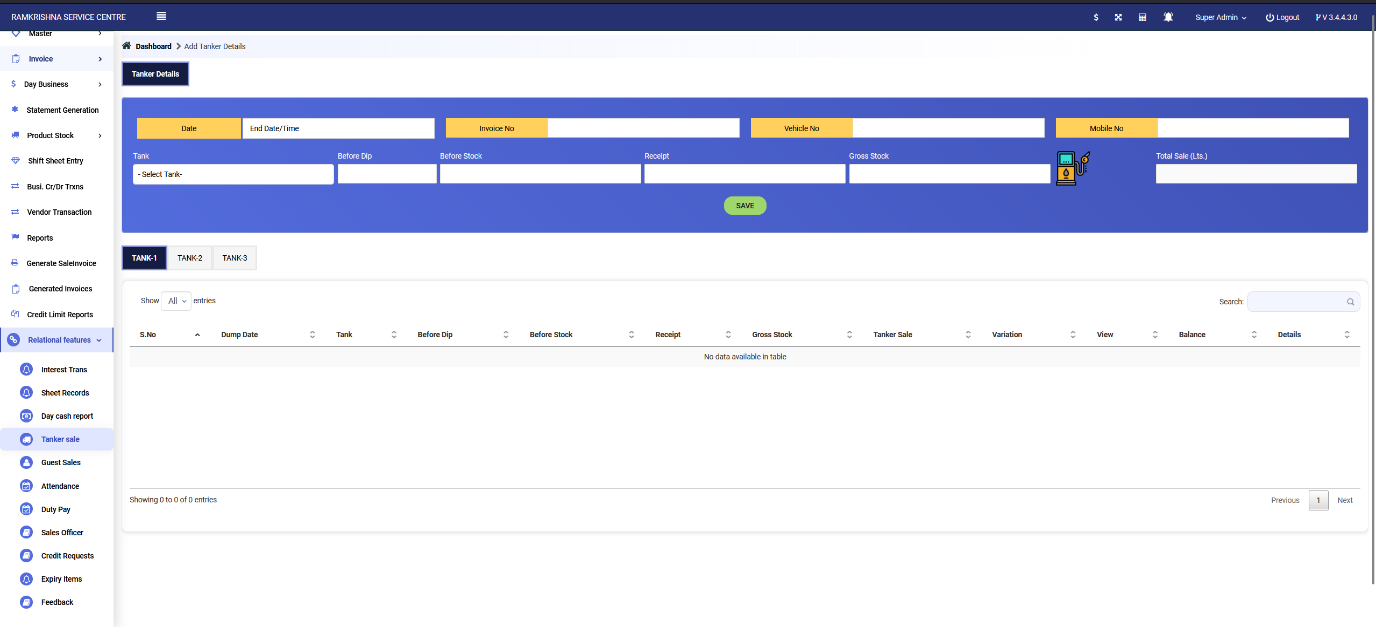 RAMKRISHNA SERVICE CENTRE
$ Super Admin Logout V 3.4.4.3.0
Master
Invoice
$ Day Business
Statement Generation
Product Stock
Shift Sheet Entry
Busi. Cr/Dr Trxns
Vendor Transaction
Reports
Generate SaleInvoice
Generated Invoices
Credit Limit Reports
Relational features
Interest Trans
Sheet Records
Day cash report
Tanker sale
Guest Sales
Attendance
Duty Pay
Sales Officer
Credit Requests
Expiry Items
Feedback
Dashboard > Add Tanker Details
Tanker Details
Date End Date/Time Invoice No Vehicle No Mobile No
Tank Before Dip Before Stock Receipt Gross Stock Total Sale (Lts.)
- Select Tank-
SAVE
TANK-1 TANK-2 TANK-3
Show All entries Search:
S.No Dump Date Tank Before Dip Before Stock Receipt Gross Stock Tanker Sale Variation View Balance Details
No data available in table
Showing 0 to 0 of 0 entries Previous 1 Next